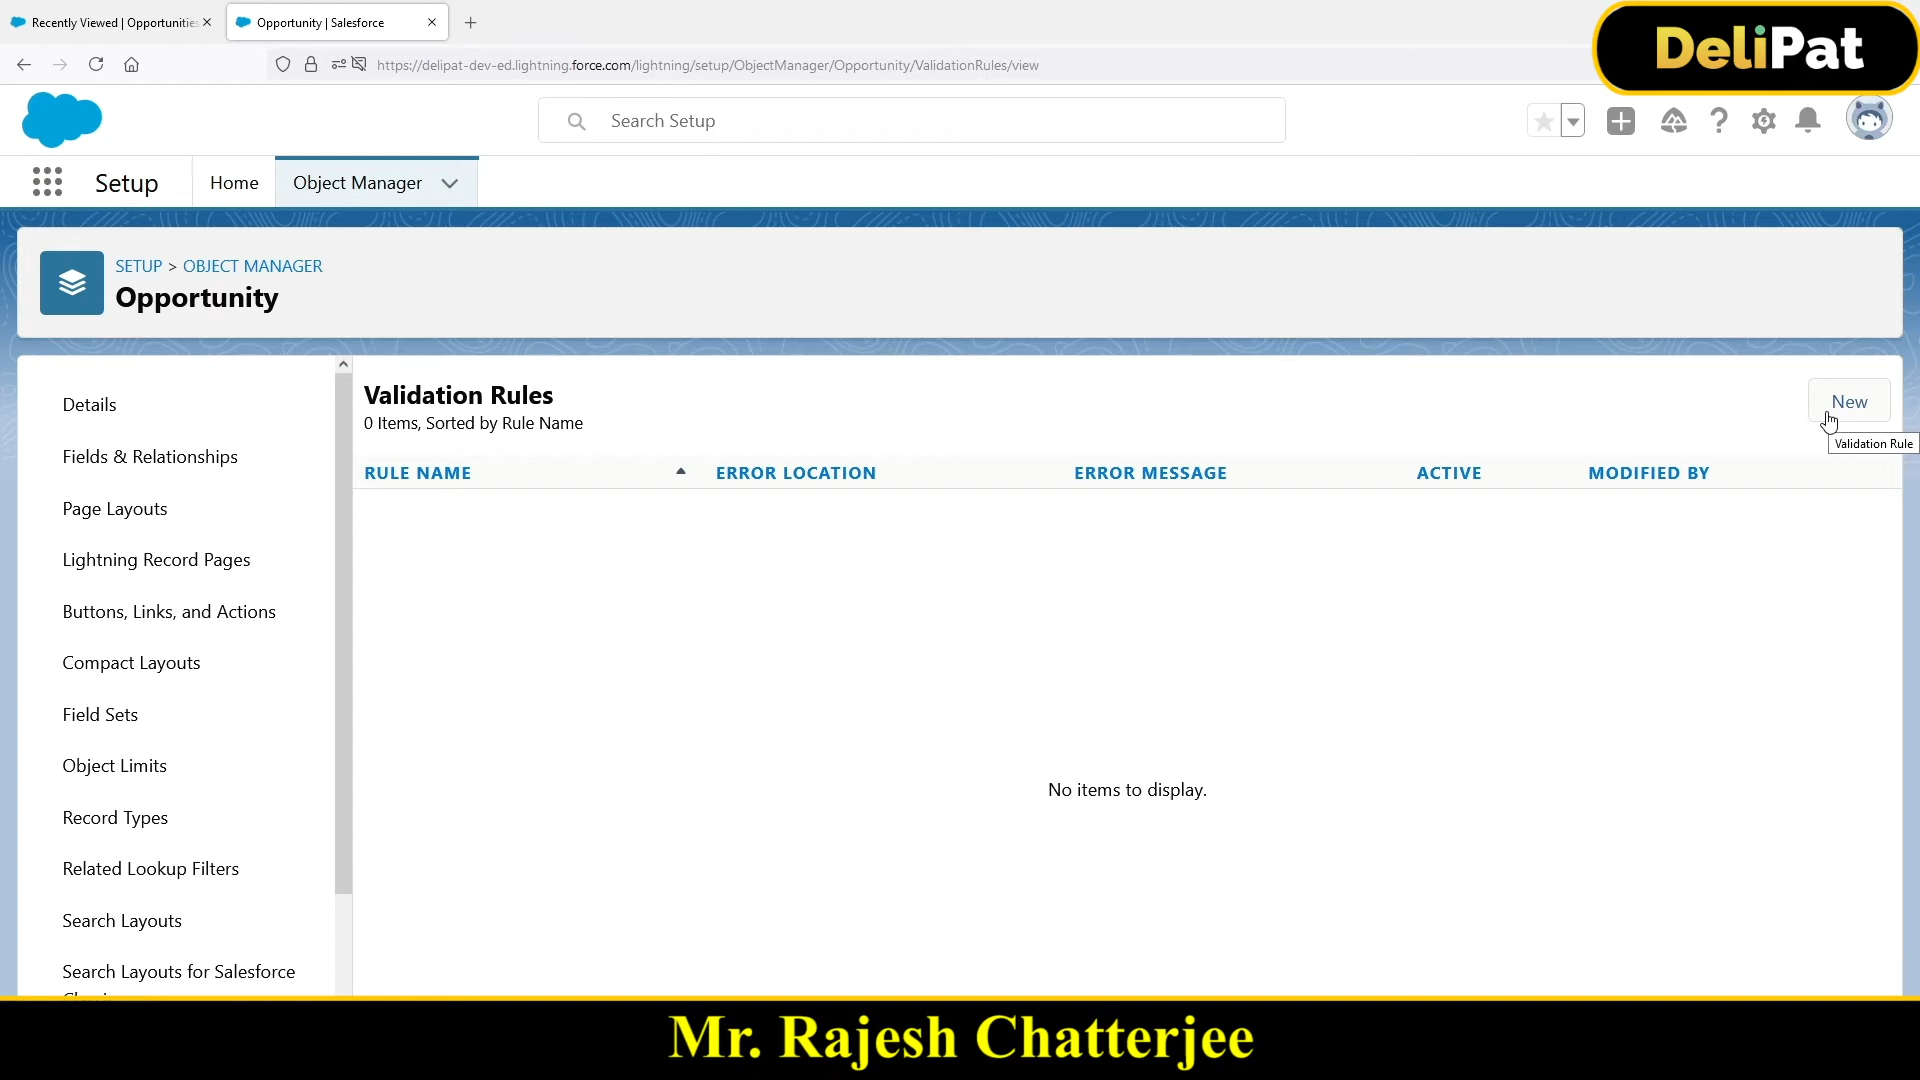 Recently Viewed | Opportunities
Opportunity | Salesforce
https://delipat-dev-ed.lightning.force.com/lightning/setup/ObjectManager/Opportunity/ValidationRules/view
DeliPat
Search Setup
Setup
Home
Object Manager
SETUP > OBJECT MANAGER
Opportunity
Details
Fields & Relationships
Page Layouts
Lightning Record Pages
Buttons, Links, and Actions
Compact Layouts
Field Sets
Object Limits
Record Types
Related Lookup Filters
Search Layouts
Search Layouts for Salesforce
Validation Rules
0 Items, Sorted by Rule Name
New
Validation Rule
RULE NAME
ERROR LOCATION
ERROR MESSAGE
ACTIVE
MODIFIED BY
No items to display.
Mr. Rajesh Chatterjee